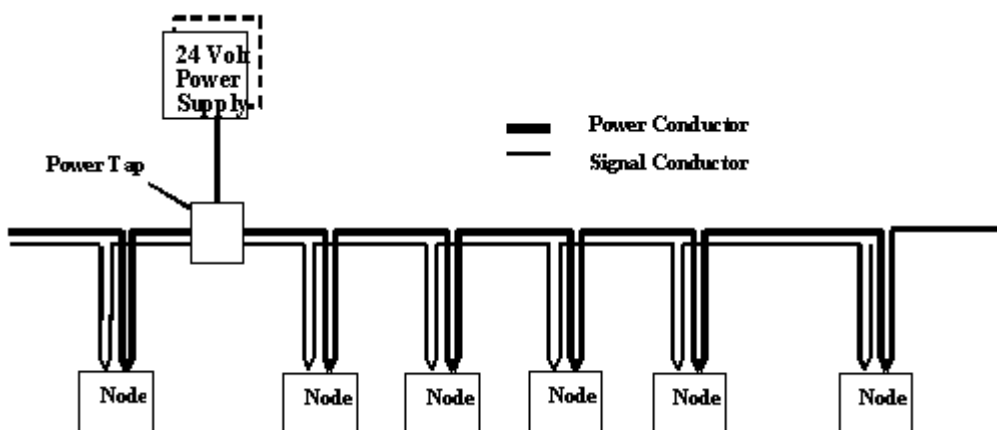 24 Volt
Power
Supply
Power Conductor
Signal Conductor
Power Tap
Node
Node
Node
Node
Node
Node